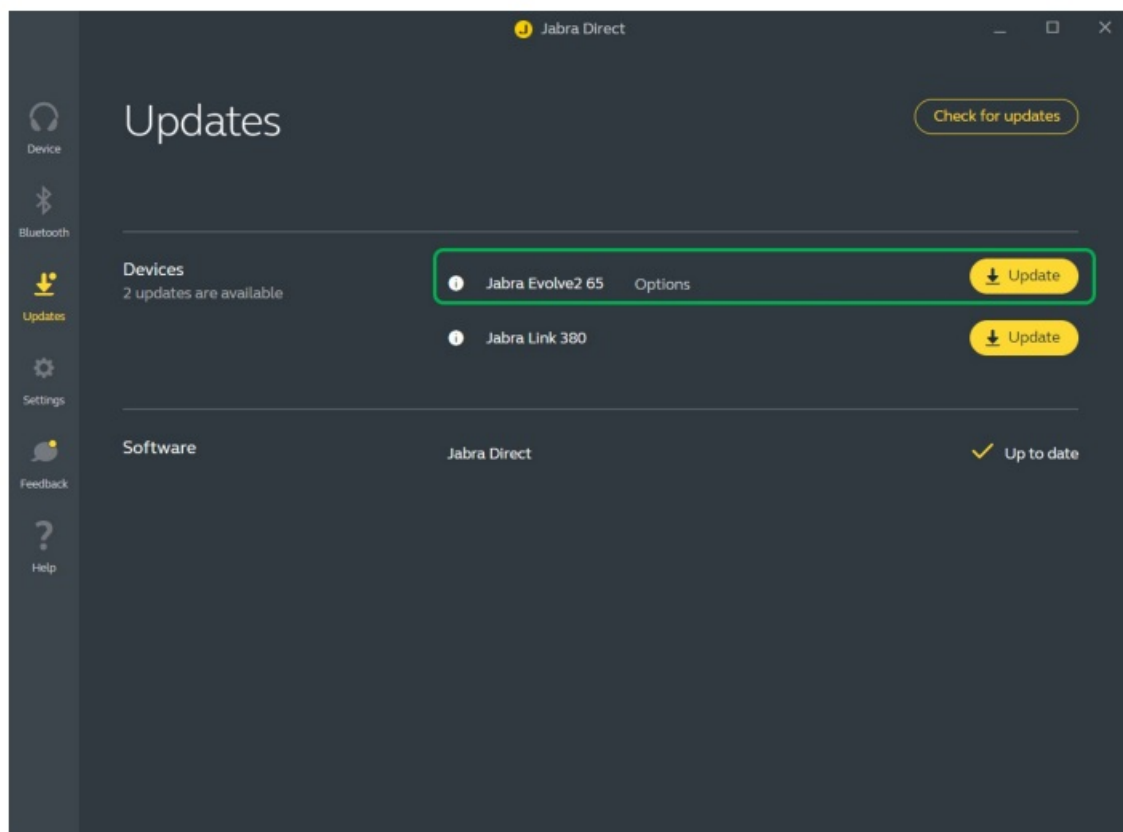 Jabra Direct
Device
Bluetooth
Updates
Settings
Feedback
Help
Updates
Check for updates
Devices
2 updates are available
Jabra Evolve2 65 Options Update
Jabra Link 380 Update
Software
Jabra Direct Up to date